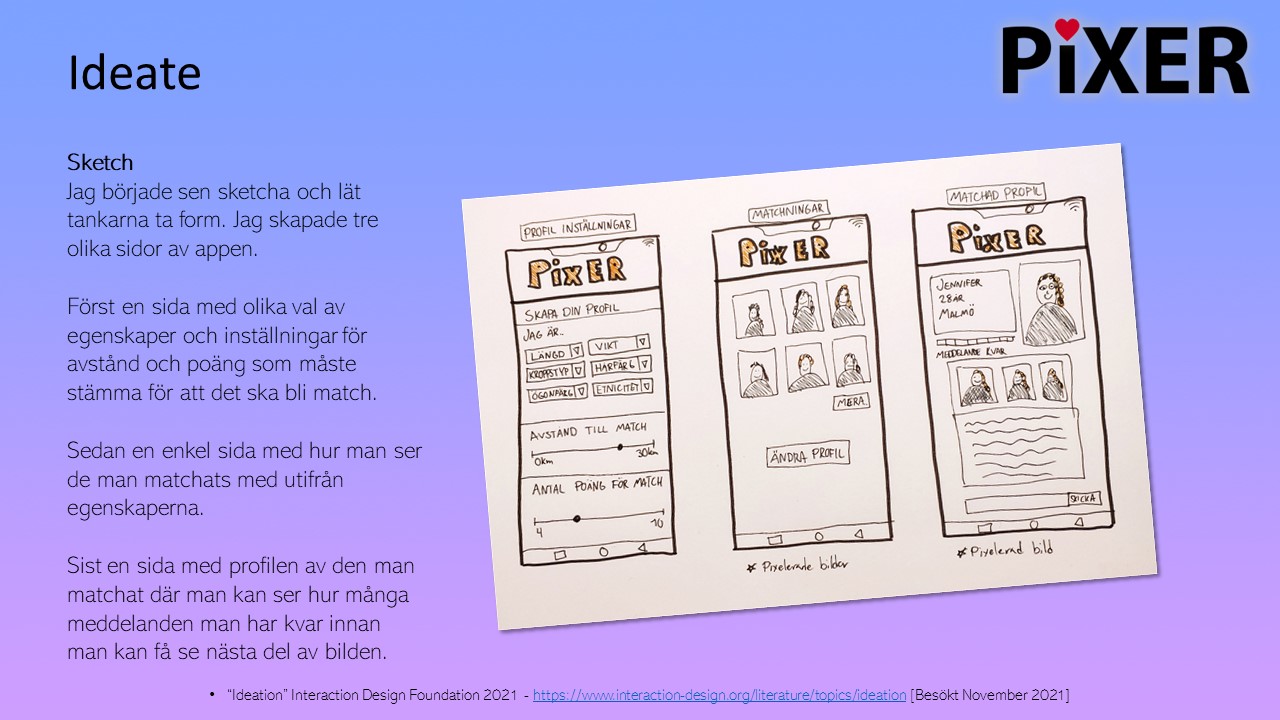 Ideate
PiXER
Sketch
Jag började sen sketcha och lät
tankarna ta form. Jag skapade tre
olika sidor av appen.
Först en sida med olika val av
egenskaper och inställningar för
avstånd och poäng som måste
stämma för att det ska bli match.
Sedan en enkel sida med hur man ser
de man matchats med utifrån
egenskaperna.
Sist en sida med profilen av den man
matchat där man kan ser hur många
meddelanden man har kvar innan
man kan få se nästa del av bilden.
PROFIL INSTÄLLNINGAR
PiXER
SKAPA DIN PROFIL
JAG ÄR..
LÄNGD VIKT
KROPPSTYP HÅRFÄRG
ÖGONFÄRG ETNICITET
AVSTÅND TILL MATCH
0km 30km
ANTAL POÄNG FÖR MATCH
4 10
MATCHNINGAR
PiXER
MERA
ÄNDRA PROFIL
* Pixelerade bilder
MATCHAD PROFIL
PiXER
JENNIFER
28 ÅR
MALMÖ
MEDDELANDE KVAR
SKICKA
* Pixelerad bild
• “Ideation” Interaction Design Foundation 2021 - https://www.interaction-design.org/literature/topics/ideation [Besökt November 2021]